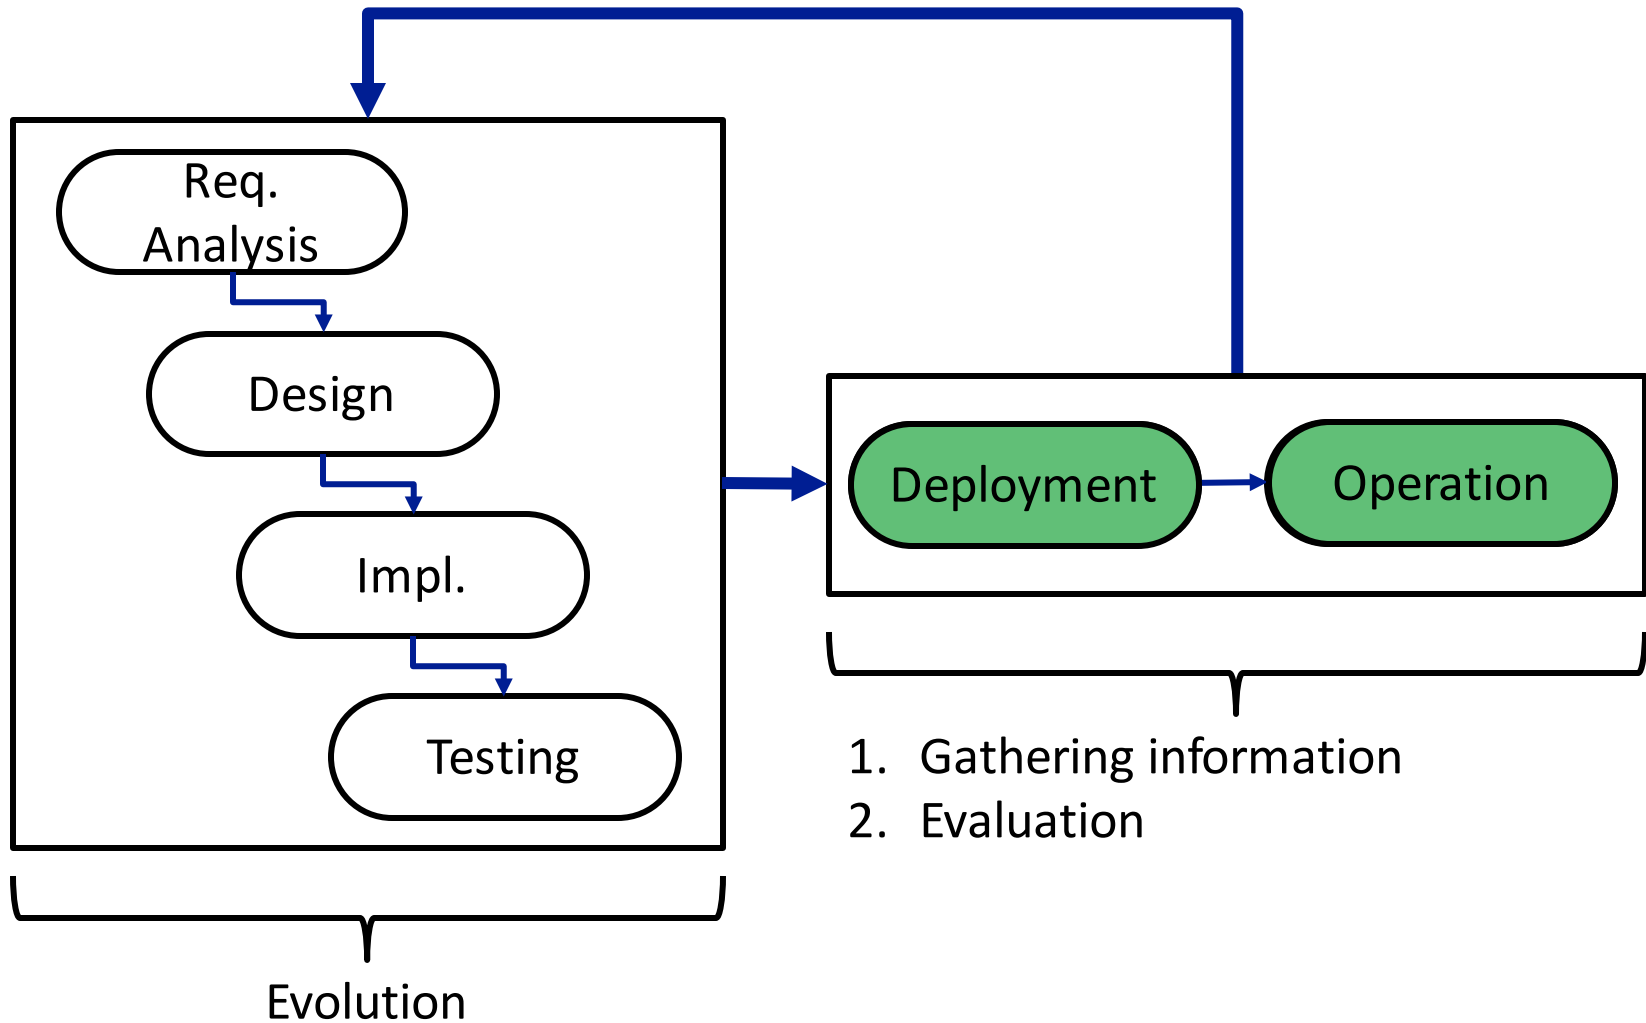 Req.
Analysis
Design
Impl.
Testing
Evolution
Deployment
Operation
1. Gathering information
2. Evaluation